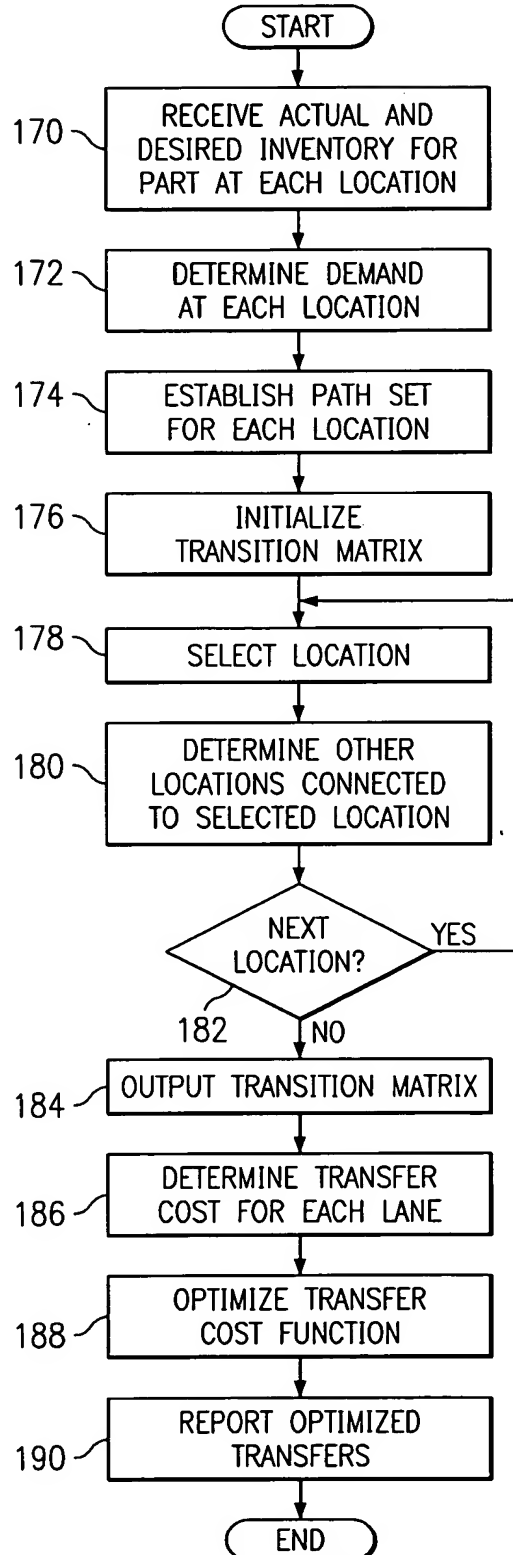 START
170
RECEIVE ACTUAL AND
DESIRED INVENTORY FOR
PART AT EACH LOCATION
172
DETERMINE DEMAND
AT EACH LOCATION
174
ESTABLISH PATH SET
FOR EACH LOCATION
176
INITIALIZE
TRANSITION MATRIX
178
SELECT LOCATION
180
DETERMINE OTHER
LOCATIONS CONNECTED
TO SELECTED LOCATION
NEXT
LOCATION?
YES
182
NO
184
OUTPUT TRANSITION MATRIX
186
DETERMINE TRANSFER
COST FOR EACH LANE
188
OPTIMIZE TRANSFER
COST FUNCTION
190
REPORT OPTIMIZED
TRANSFERS
END